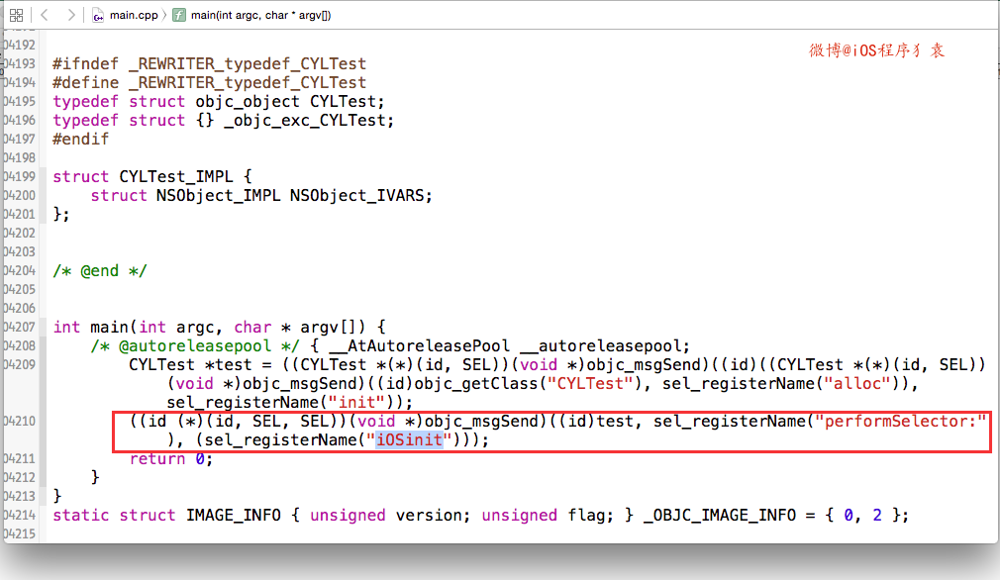 main.cpp main(int argc, char * argv[])
微博@iOS程序犭袁
04192
04193 #ifndef _REWRITER_typedef_CYLTest
04194 #define _REWRITER_typedef_CYLTest
04195 typedef struct objc_object CYLTest;
04196 typedef struct {} _objc_exc_CYLTest;
04197 #endif
04198
04199 struct CYLTest_IMPL {
04200 struct NSObject_IMPL NSObject_IVARS;
04201 };
04202
04203
04204 /* @end */
04205
04206
04207 int main(int argc, char * argv[]) {
04208 /* @autoreleasepool */ { __AtAutoreleasePool __autoreleasepool;
04209 CYLTest *test = ((CYLTest *(*)(id, SEL))(void *)objc_msgSend)((id)((CYLTest *(*)(id, SEL))
(void *)objc_msgSend)((id)objc_getClass("CYLTest"), sel_registerName("alloc")),
sel_registerName("init"));
04210 ((id (*)(id, SEL, SEL))(void *)objc_msgSend)((id)test, sel_registerName("performSelector:"
), (sel_registerName("iOSinit")));
04211 return 0;
04212 }
04213 }
04214 static struct IMAGE_INFO { unsigned version; unsigned flag; } _OBJC_IMAGE_INFO = { 0, 2 };
04215